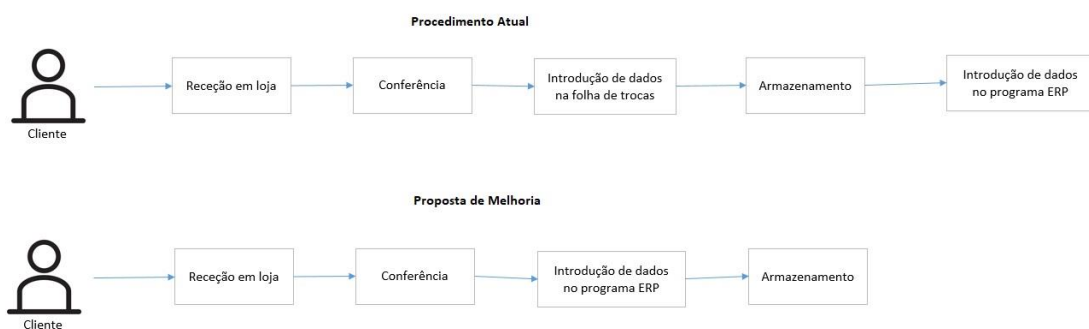 Procedimento Atual
Receção em loja
Conferência
Introdução de dados
na folha de trocas
Armazenamento
Introdução de dados
no programa ERP
Cliente
Proposta de Melhoria
Receção em loja
Conferência
Introdução de dados
no programa ERP
Armazenamento
Cliente